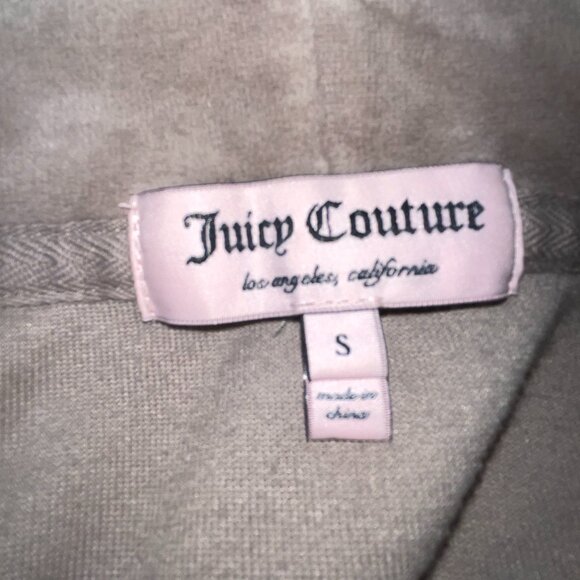 Juicy Couture
los angeles, california
S
made in
china